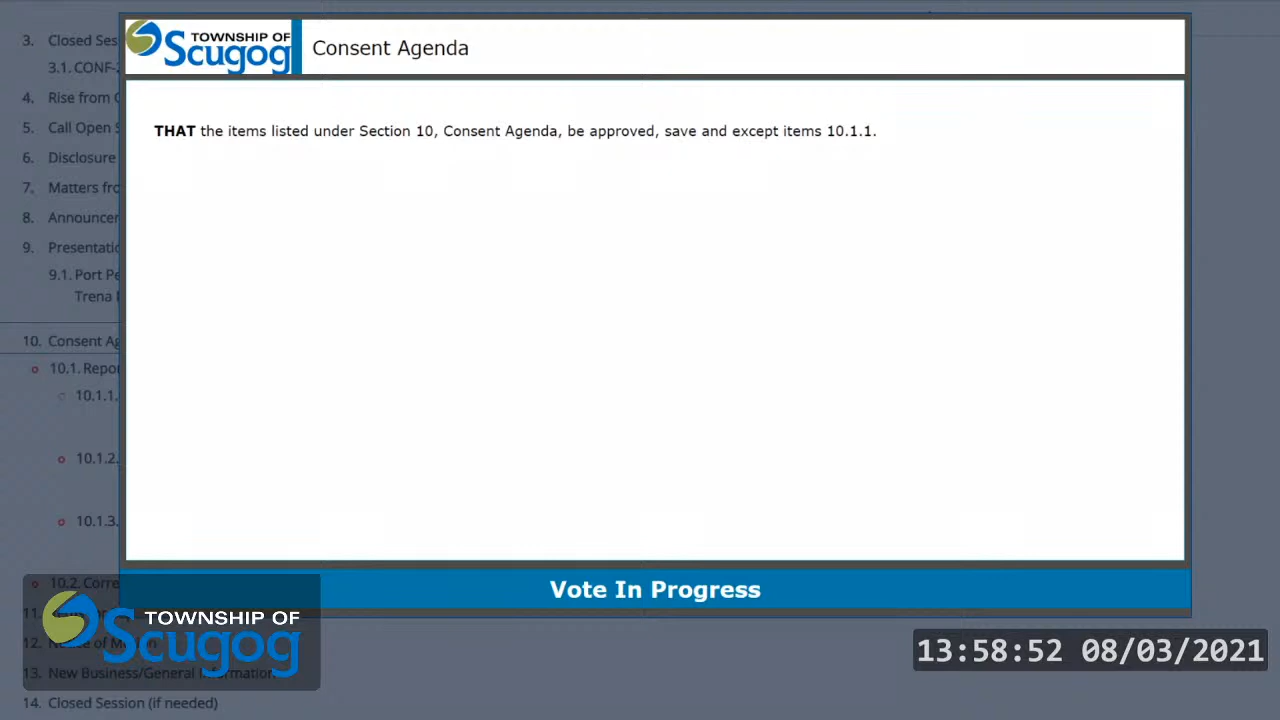 TOWNSHIP OF
Scugog
Consent Agenda
THAT the items listed under Section 10, Consent Agenda, be approved, save and except items 10.1.1.
3. Closed Ses
3.1. CONF-2
4. Rise from
5. Call Open
6. Disclosure
7. Matters fro
8. Announcem
9. Presentatio
9.1. Port Pe
Trena
10. Consent Ag
10.1. Repor
10.1.1.
10.1.2.
10.1.3.
10.2. Corre
11.
12. of
13. New Business/General Information
14. Closed Session (if needed)
Vote In Progress
TOWNSHIP OF
Scugog
13:58:52 08/03/2021